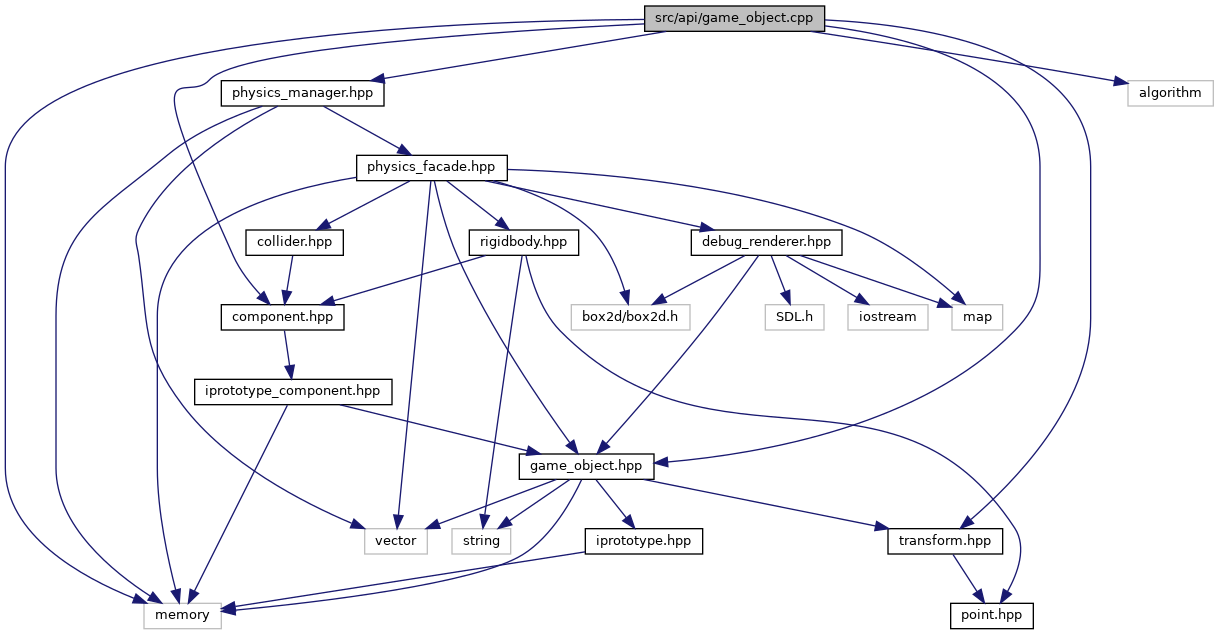 src/api/game_object.cpp
physics_manager.hpp
algorithm
physics_facade.hpp
collider.hpp
rigidbody.hpp
debug_renderer.hpp
component.hpp
box2d/box2d.h
SDL.h
iostream
map
iprototype_component.hpp
game_object.hpp
vector
string
iprototype.hpp
transform.hpp
memory
point.hpp